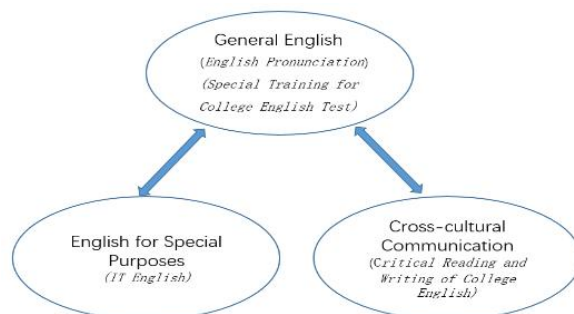 General English
(English Pronunciation)
(Special Training for
College English Test)
English for Special
Purposes
(IT English)
Cross-cultural
Communication
(Critical Reading and
Writing of College
English)